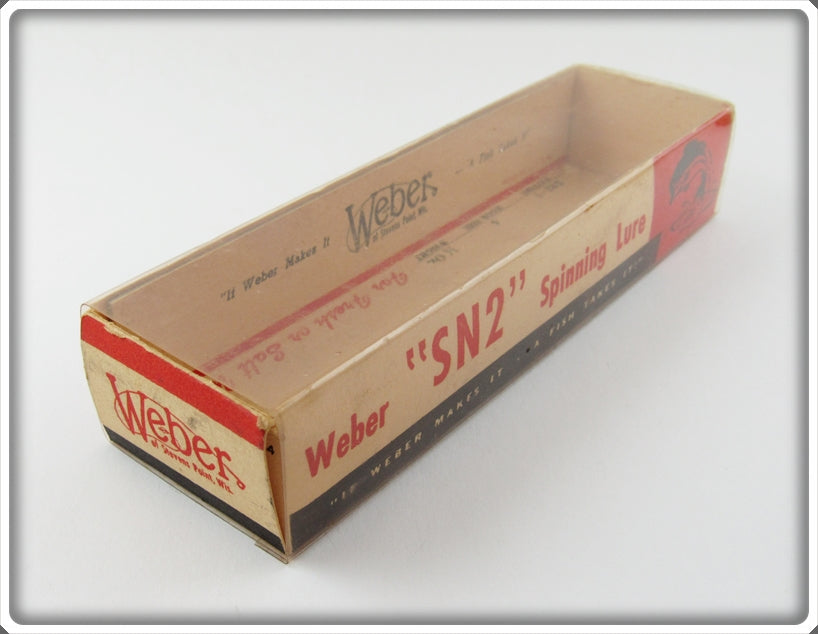 "If Weber Makes It
Weber
of Stevens Point, Wis.
a Fish Takes It"
For Fresh or Salt
Weber
of Stevens Point, Wis.
Weber "SN2" Spinning Lure
"IF WEBER MAKES IT - A FISH TAKES IT!"
4